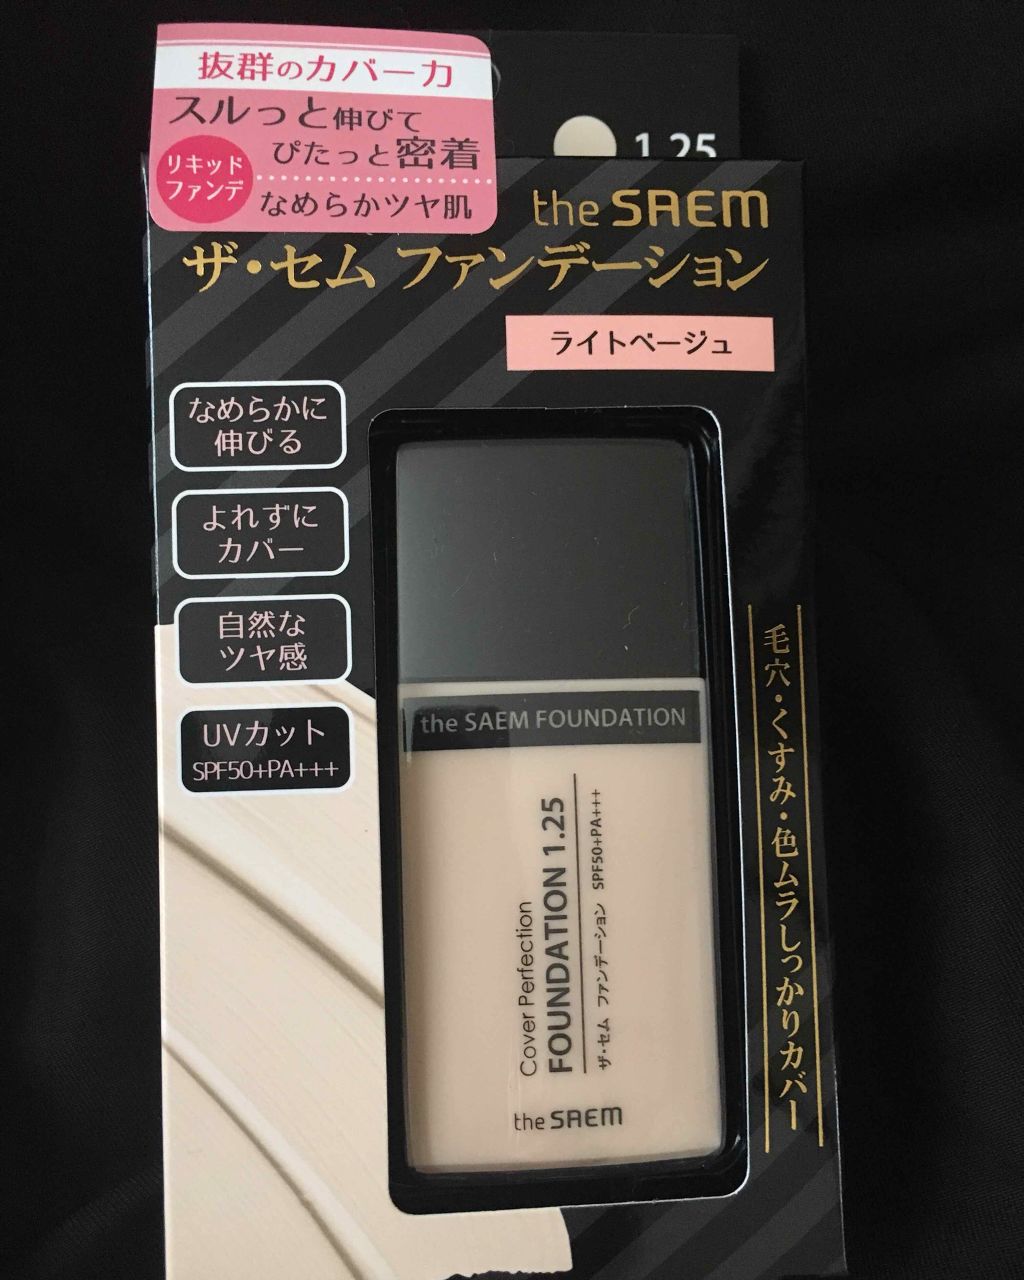 抜群のカバー力
スルっと伸びて
ぴたっと密着
リキッド
ファンデ
なめらかツヤ肌
1.25
the SAEM
ザ・セム ファンデーション
ライトベージュ
なめらかに
伸びる
よれずに
カバー
自然な
ツヤ感
UVカット
SPF50+PA+++
the SAEM FOUNDATION
Cover Perfection
FOUNDATION 1.25
ザ・セム ファンデーション SPF50+PA+++
the SAEM
毛穴・くすみ・色ムラしっかりカバー